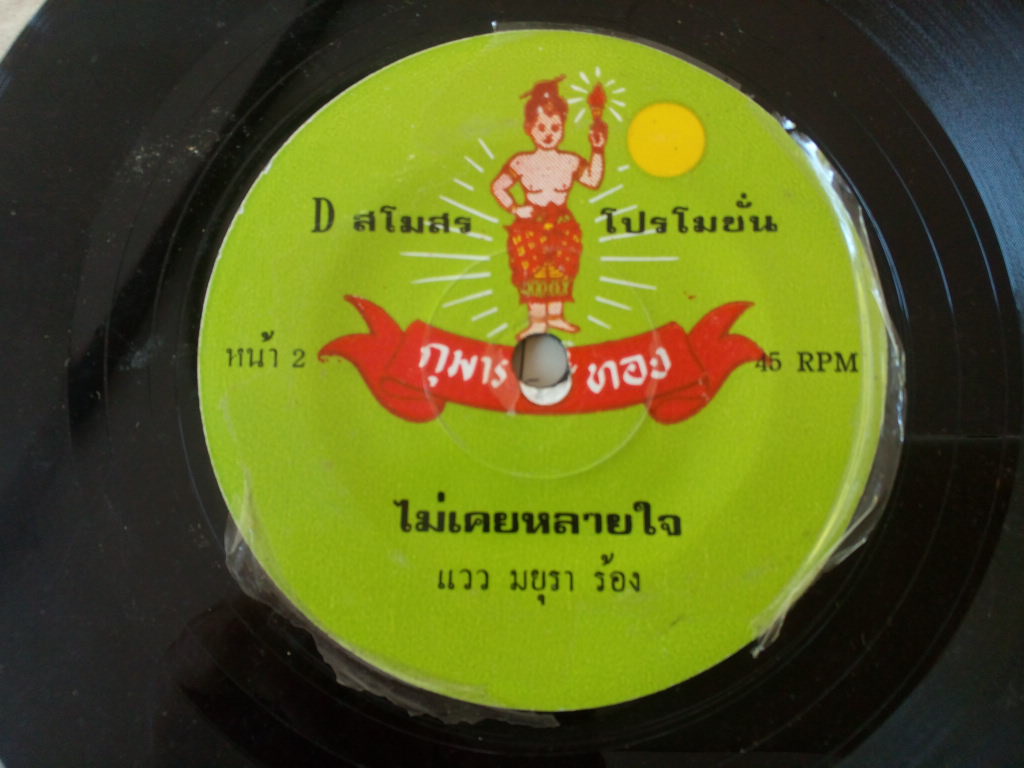 D สโมสร โปรโมชั่น
หน้า 2
กุมาร ทอง
45 RPM
ไม่เคยหลายใจ
แวว มยุรา ร้อง